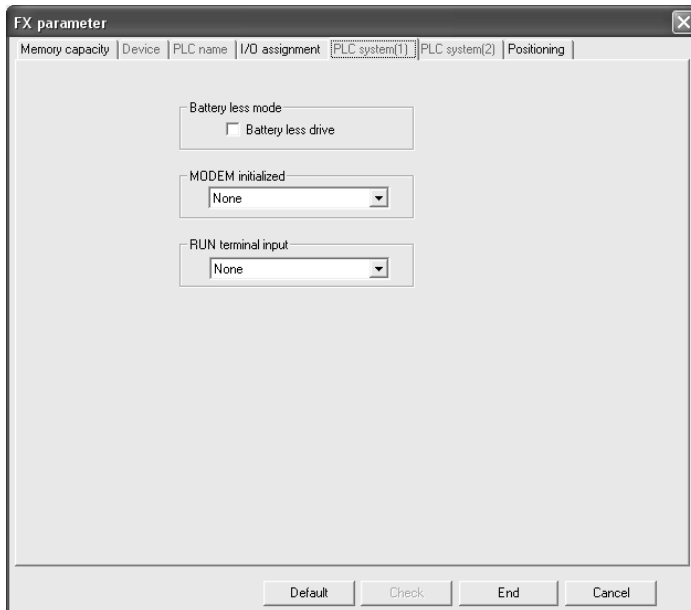 FX parameter
Memory capacity Device PLC name I/O assignment PLC system(1) PLC system(2) Positioning
Battery less mode
Battery less drive
MODEM initialized
None
RUN terminal input
None
Default Check End Cancel